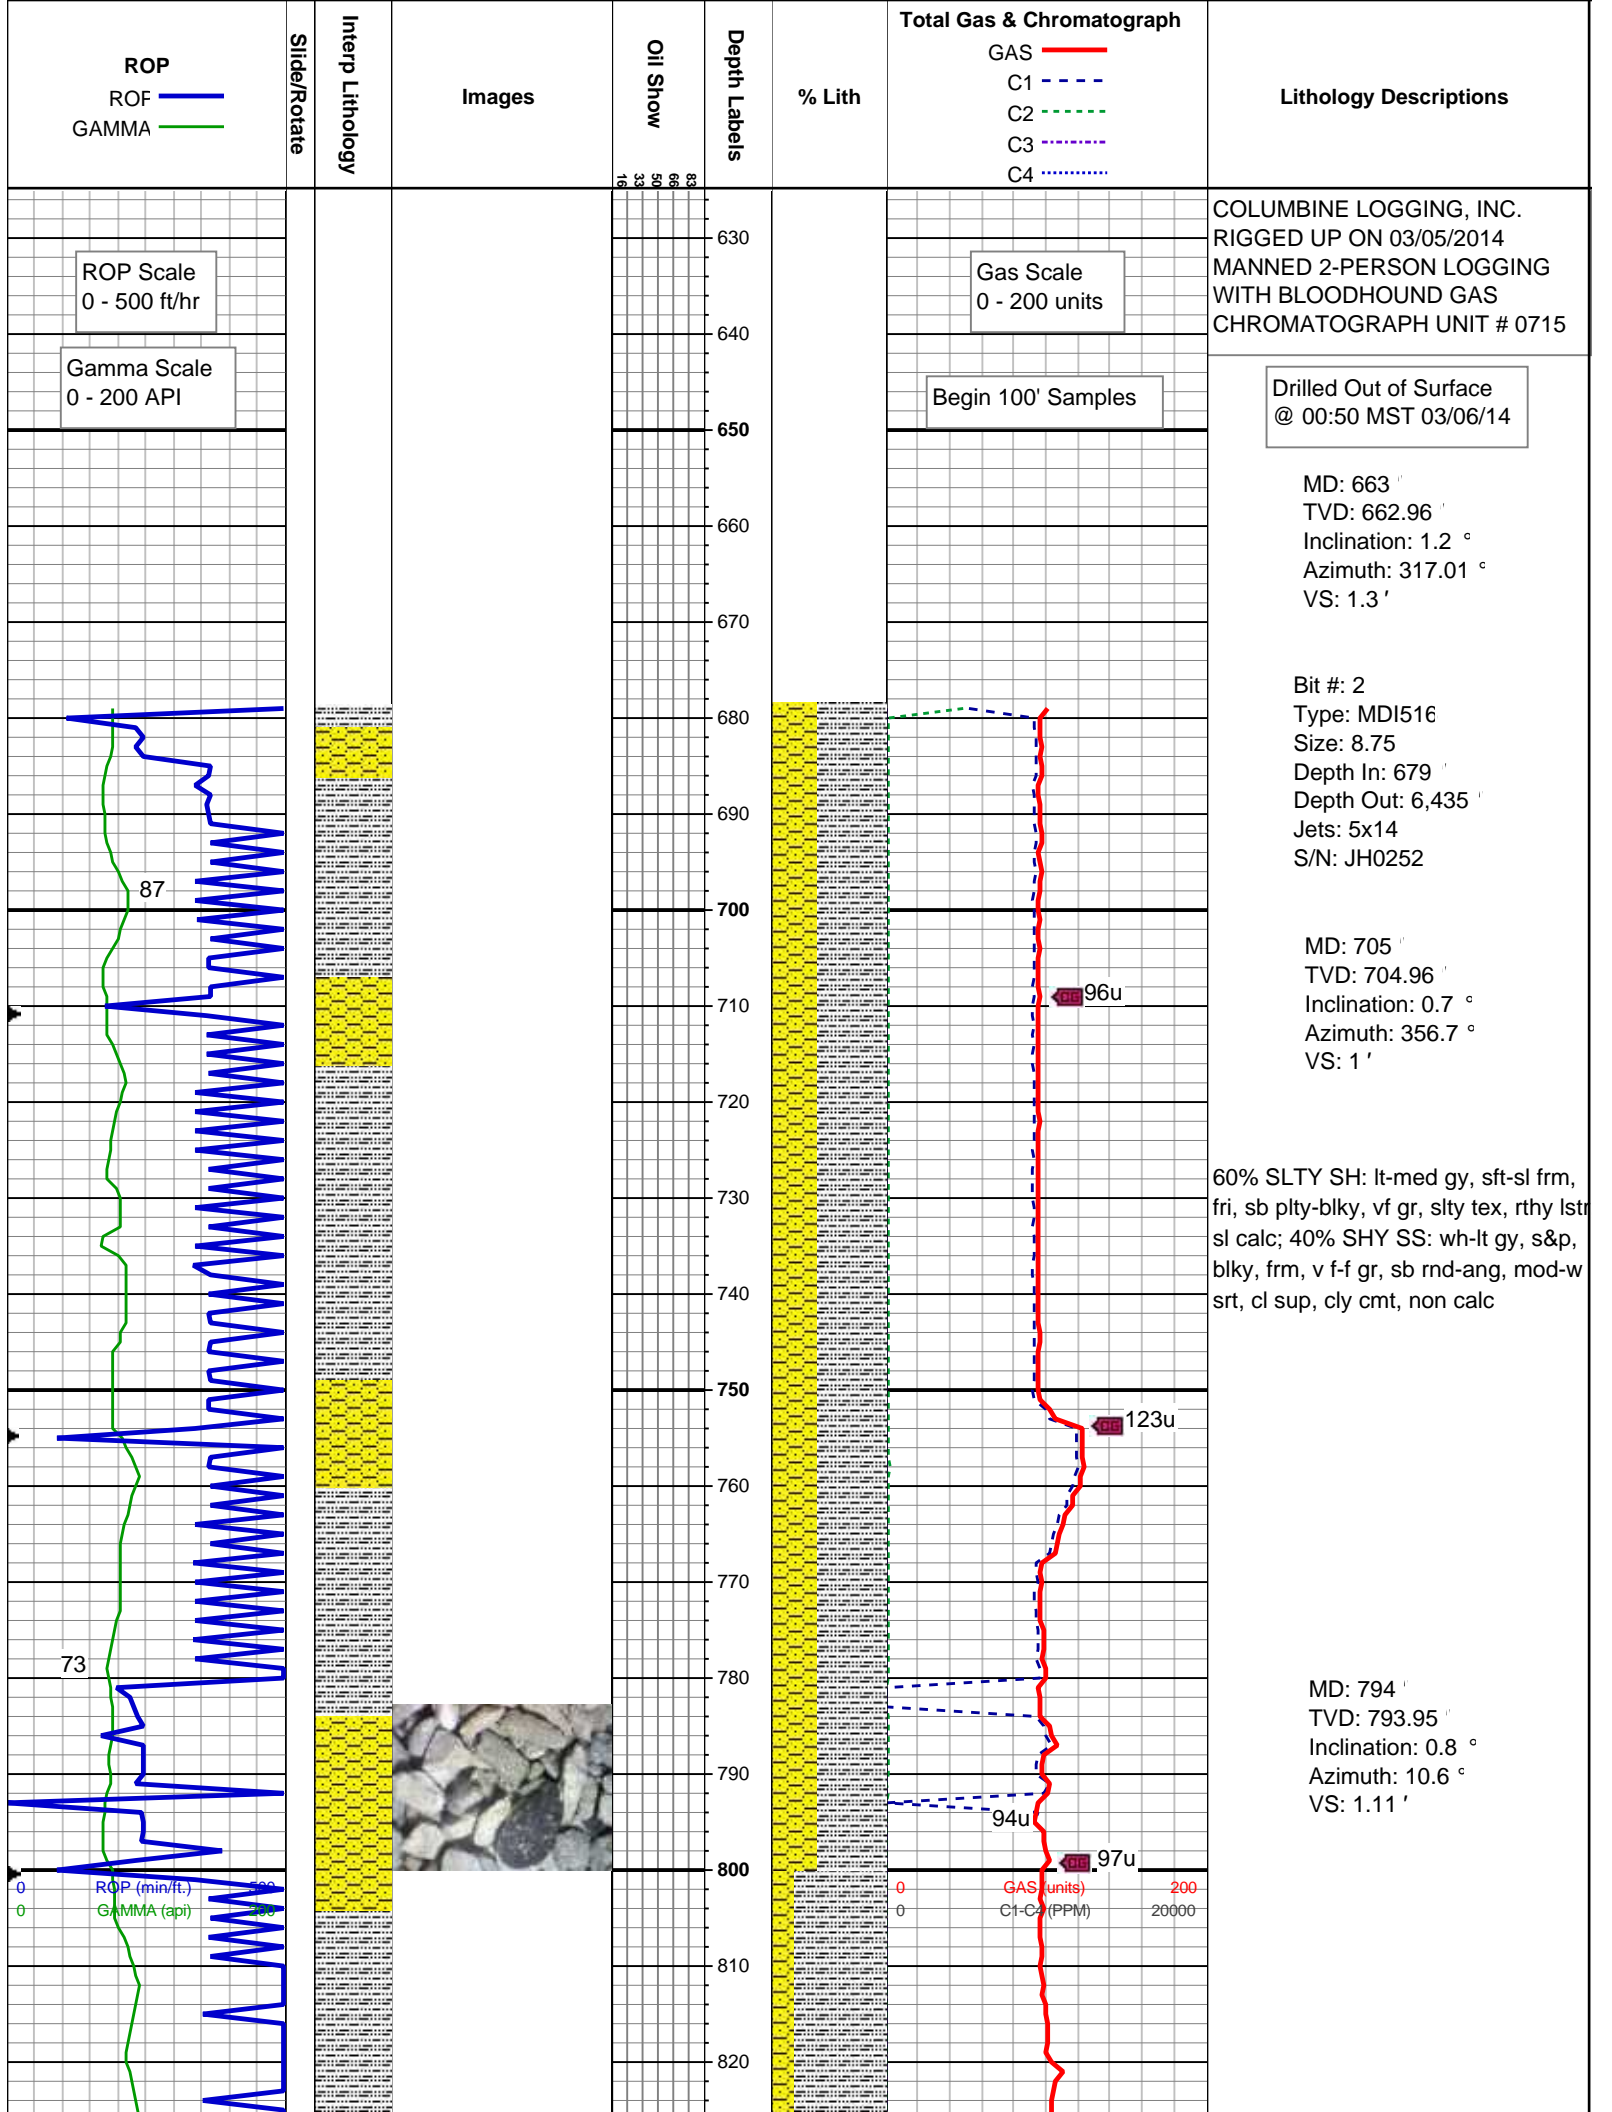 ROP
ROP
GAMMA
Slide/Rotate
Interp Lithology
Images
Oil Show
16 33 50 66 83
Depth Labels
% Lith
Total Gas & Chromatograph
GAS
C1
C2
C3
C4
Lithology Descriptions
COLUMBINE LOGGING, INC.
RIGGED UP ON 03/05/2014
MANNED 2-PERSON LOGGING
WITH BLOODHOUND GAS
CHROMATOGRAPH UNIT # 0715
ROP Scale
0 - 500 ft/hr
Gamma Scale
0 - 200 API
Gas Scale
0 - 200 units
Begin 100' Samples
Drilled Out of Surface
@ 00:50 MST 03/06/14
630
640
650
660
670
680
690
700
710
720
730
740
750
760
770
780
790
800
810
820
MD: 663 '
TVD: 662.96 '
Inclination: 1.2 °
Azimuth: 317.01 °
VS: 1.3 '
Bit #: 2
Type: MDI516
Size: 8.75
Depth In: 679 '
Depth Out: 6,435 '
Jets: 5x14
S/N: JH0252
87
MD: 705 '
TVD: 704.96 '
Inclination: 0.7 °
Azimuth: 356.7 °
VS: 1 '
CG 96u
60% SLTY SH: lt-med gy, sft-sl frm,
fri, sb plty-blky, vf gr, slty tex, rthy lstr
sl calc; 40% SHY SS: wh-lt gy, s&p,
blky, frm, v f-f gr, sb rnd-ang, mod-w
srt, cl sup, cly cmt, non calc
CG 123u
73
MD: 794 '
TVD: 793.95 '
Inclination: 0.8 °
Azimuth: 10.6 °
VS: 1.11 '
94u
CG 97u
0 ROP (min/ft.) 500
0 GAMMA (api) 200
0 GAS (units) 200
0 C1-C4 (PPM) 20000